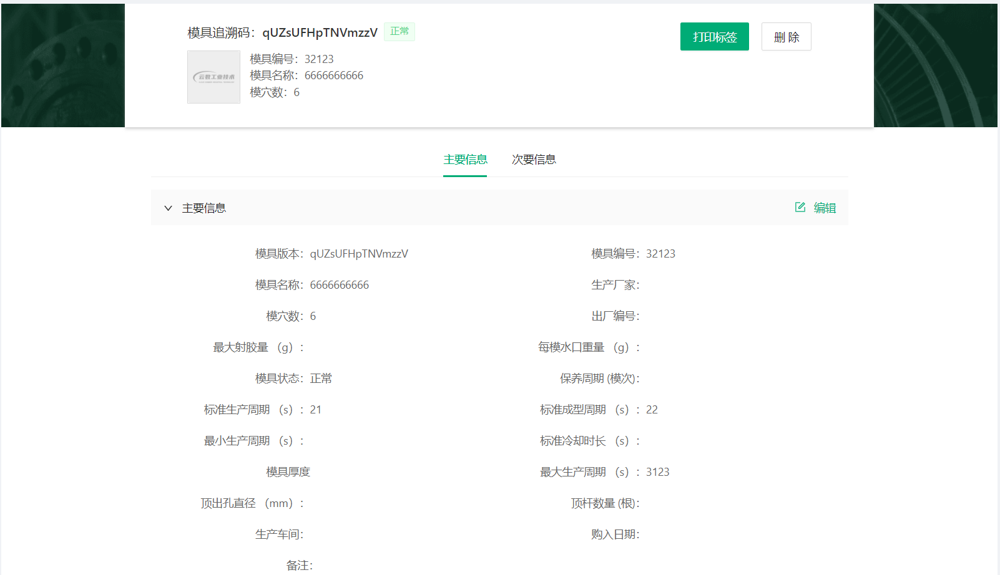 模具追溯码：qUZsUFHpTNVmzzV 正常
打印标签 删 除
云数工业技术
模具编号：32123
模具名称：6666666666
模穴数：6
主要信息 次要信息
主要信息 编辑
模具版本：qUZsUFHpTNVmzzV 模具编号：32123
模具名称：6666666666 生产厂家：
模穴数：6 出厂编号：
最大射胶量 （g）： 每模水口重量 （g）：
模具状态：正常 保养周期 (模次)：
标准生产周期 （s）：21 标准成型周期 （s）：22
最小生产周期 （s）： 标准冷却时长 （s）：
模具厚度 最大生产周期 （s）：3123
顶出孔直径 （mm）： 顶杆数量 (根)：
生产车间： 购入日期：
备注：